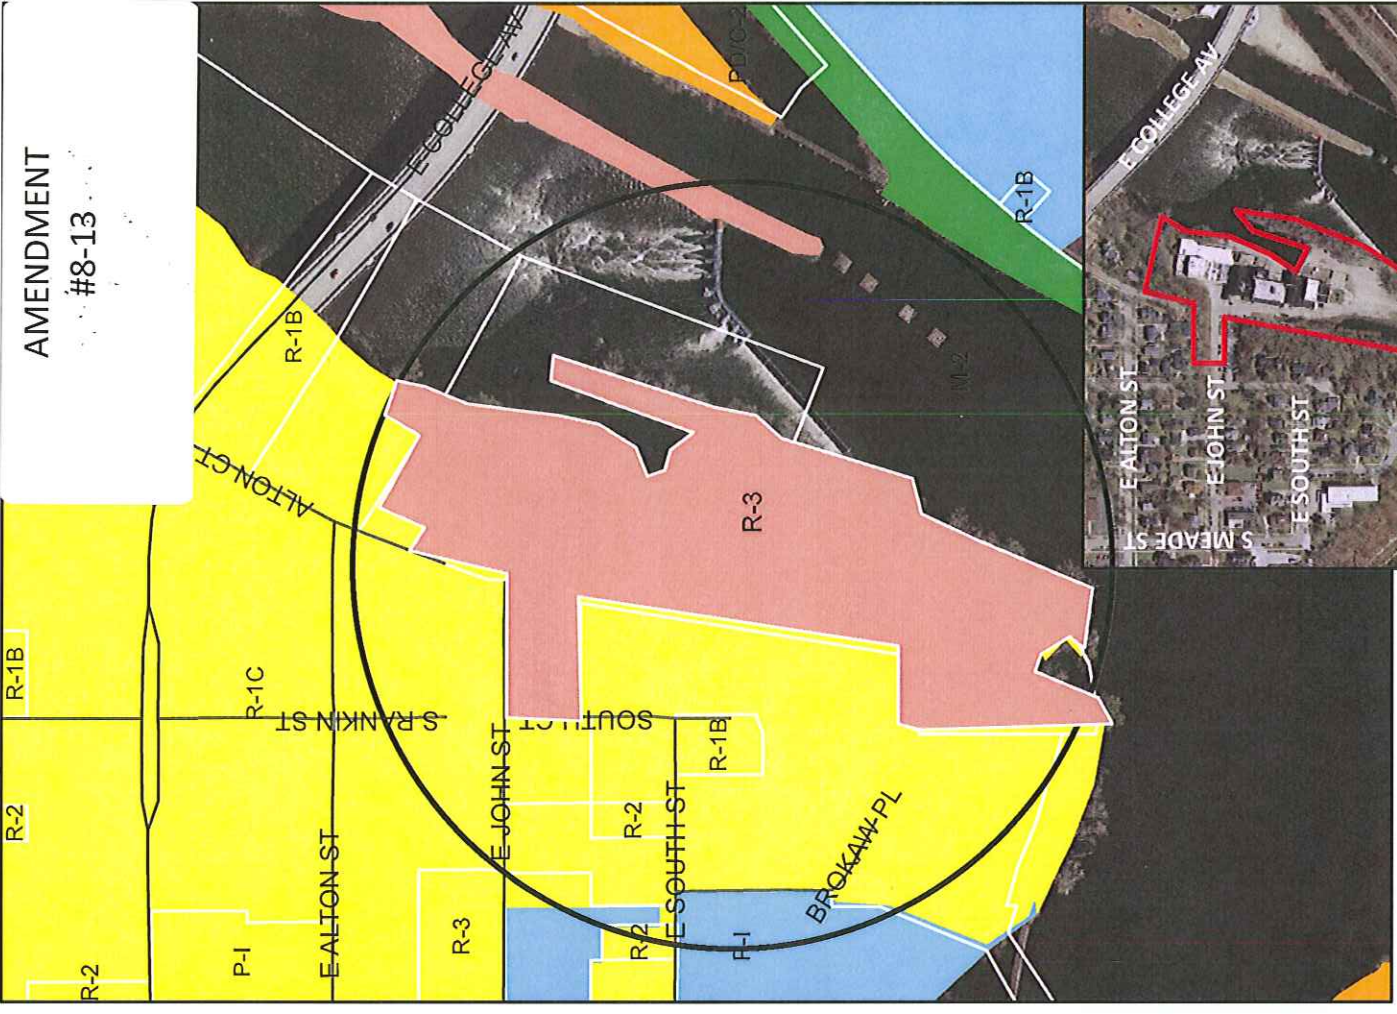 AMENDMENT
#8-13
E COLLEGE AV
PD/C-2
R-1B
R-1B
ALTON CT
M-2
R-3
R-1B
R-1C
S RANKIN ST
E JOHN ST
SOUTH CT
R-1B
R-2
R-2
E ALTON ST
E SOUTH ST
BROKAW PL
R-3
R-2
P-I
P-I
R-2
E COLLEGE AV
E ALTON ST
E JOHN ST
E SOUTH ST
S MEADE ST